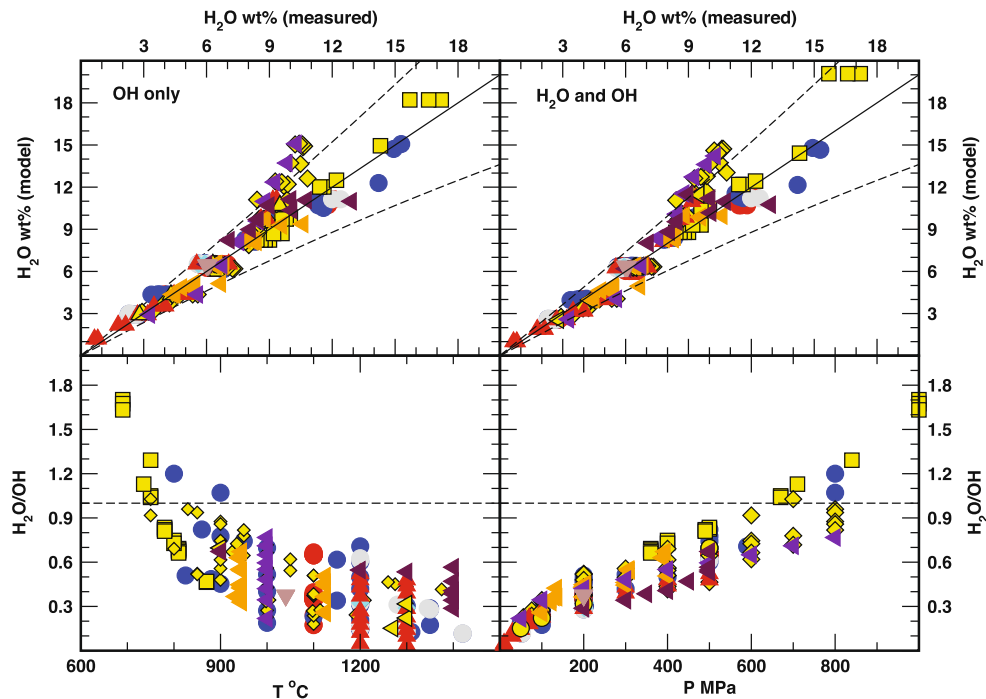 H₂O wt% (measured)
H₂O wt% (measured)
3 6 9 12 15 18
3 6 9 12 15 18
OH only
H₂O and OH
18
15
12
9
6
3
H₂O wt% (model)
18
15
12
9
6
3
H₂O wt% (model)
1.8
1.5
1.2
0.9
0.6
0.3
H₂O/OH
1.8
1.5
1.2
0.9
0.6
0.3
H₂O/OH
600 900 1200
200 400 600 800
T °C
P MPa